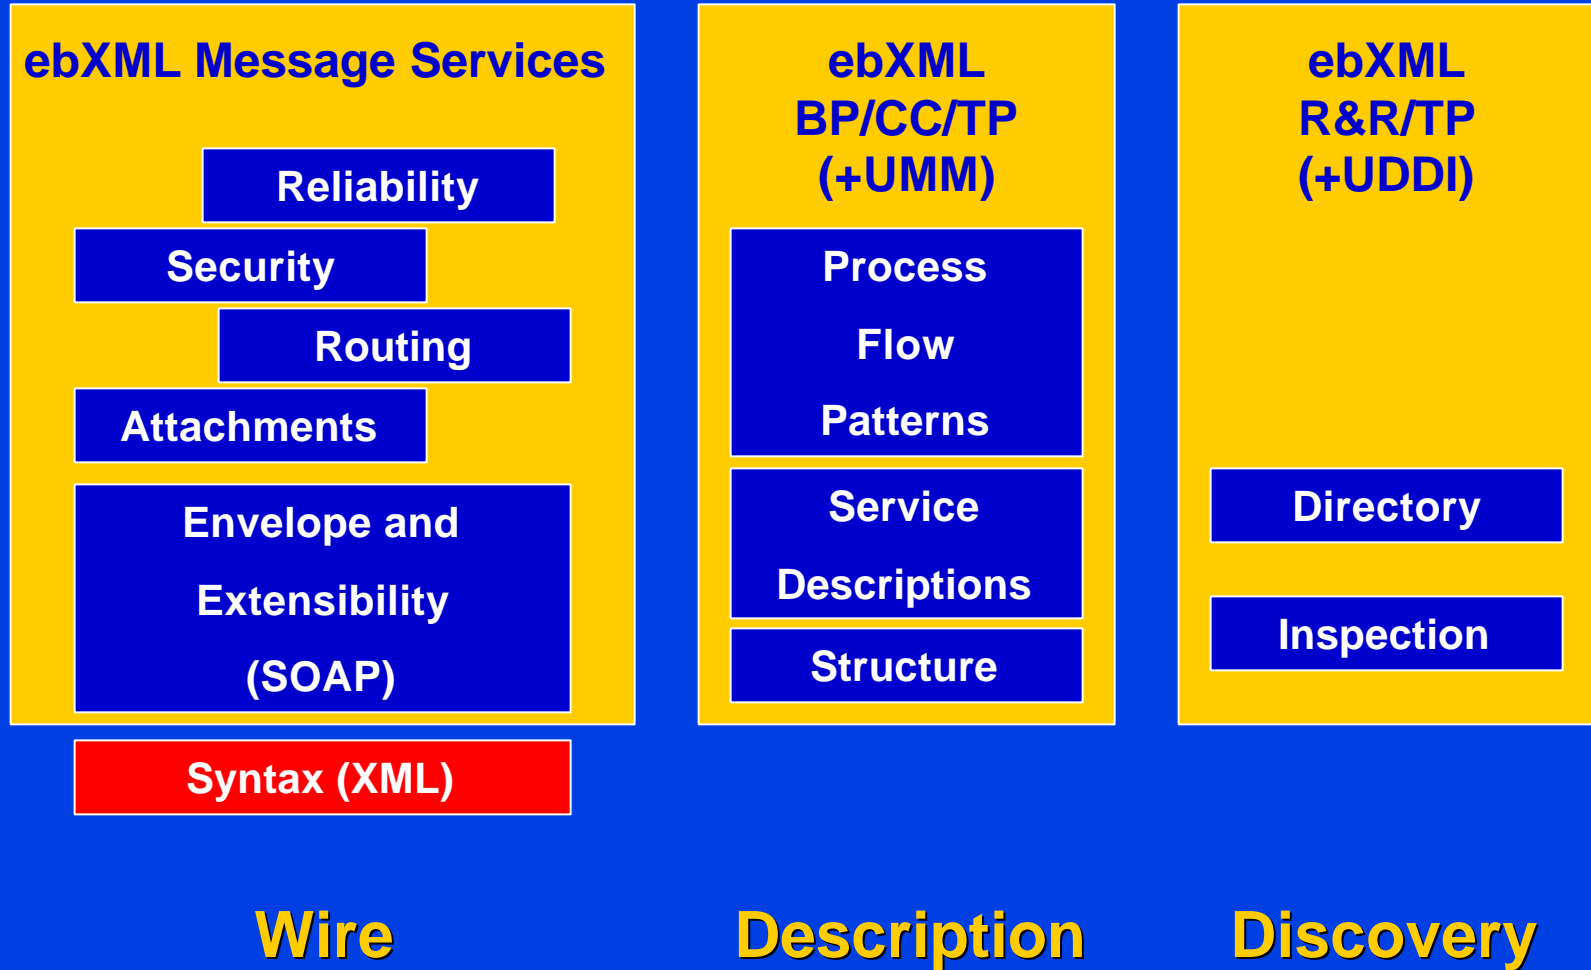 ebXML Message Services
Reliability
Security
Routing
Attachments
Envelope and
Extensibility
(SOAP)
Syntax (XML)
Wire
ebXML
BP/CC/TP
(+UMM)
Process
Flow
Patterns
Service
Descriptions
Structure
Description
ebXML
R&R/TP
(+UDDI)
Directory
Inspection
Discovery